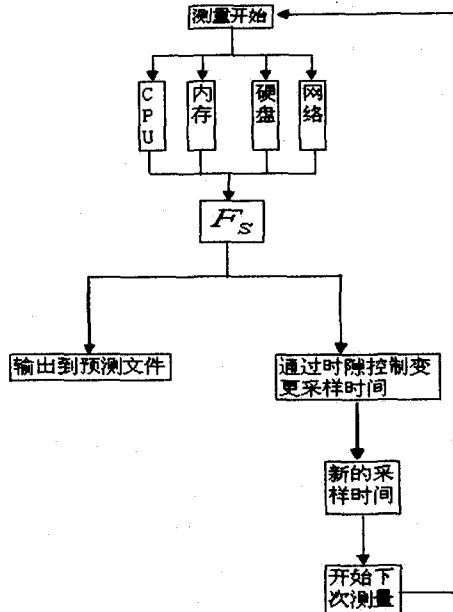 测量开始
CPU
内存
硬盘
网络
Fs
输出到预测文件
通过时隙控制变
更采样时间
新的采
样时间
开始下
次测量